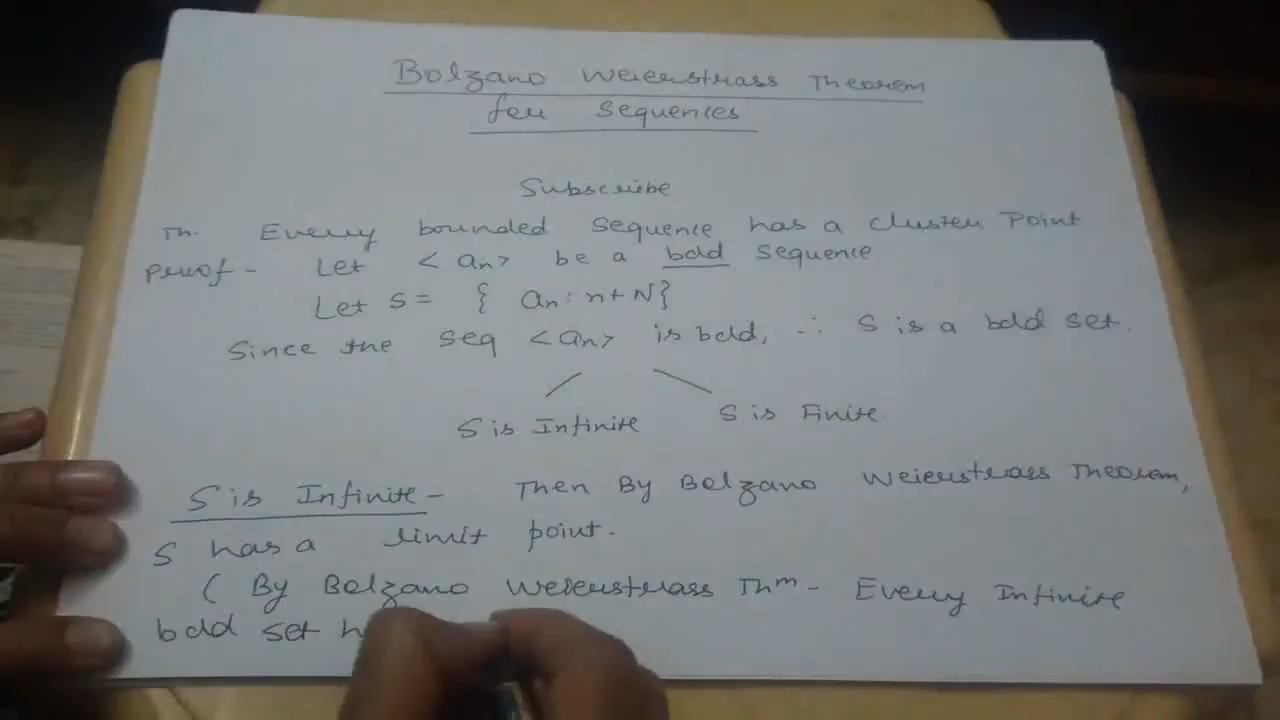 Bolzano Weierstrass Theorem
for Sequences
Subscribe
Th. Every bounded sequence has a cluster Point
Proof - Let < an> be a bdd sequence
Let S = { an : n t N}
Since the seq <an> is bdd, ∴ S is a bdd set.
S is Infinite S is Finite
S is Infinite - Then By Bolzano Weierstrass Theorem,
S has a limit point.
( By Bolzano Weierstrass Thm - Every Infinite
bdd set h